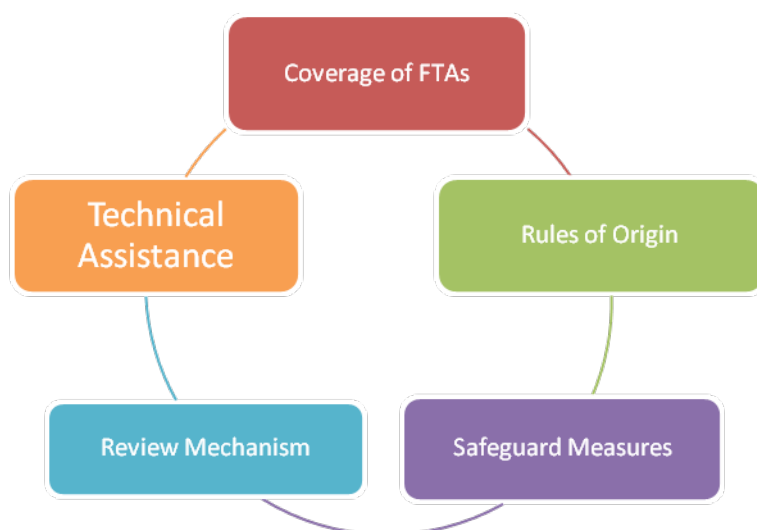 Coverage of FTAs
Technical
Assistance
Rules of Origin
Review Mechanism
Safeguard Measures